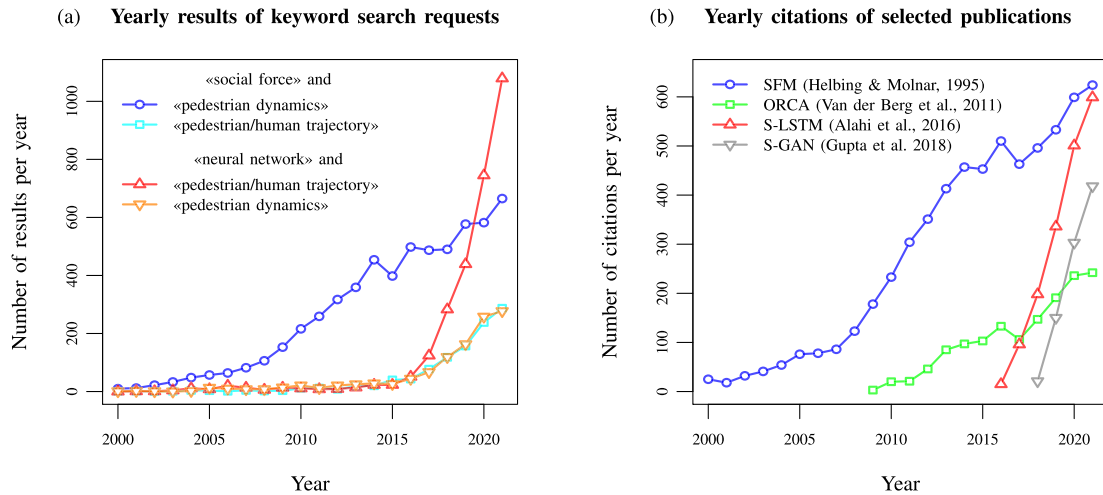 (a) Yearly results of keyword search requests
«social force» and
«pedestrian dynamics»
«pedestrian/human trajectory»
«neural network» and
«pedestrian/human trajectory»
«pedestrian dynamics»
Number of results per year
0
200
400
600
800
1000
2000
2005
2010
2015
2020
Year
(b) Yearly citations of selected publications
SFM (Helbing & Molnar, 1995)
ORCA (Van der Berg et al., 2011)
S-LSTM (Alahi et al., 2016)
S-GAN (Gupta et al. 2018)
Number of citations per year
0
100
200
300
400
500
600
2000
2005
2010
2015
2020
Year